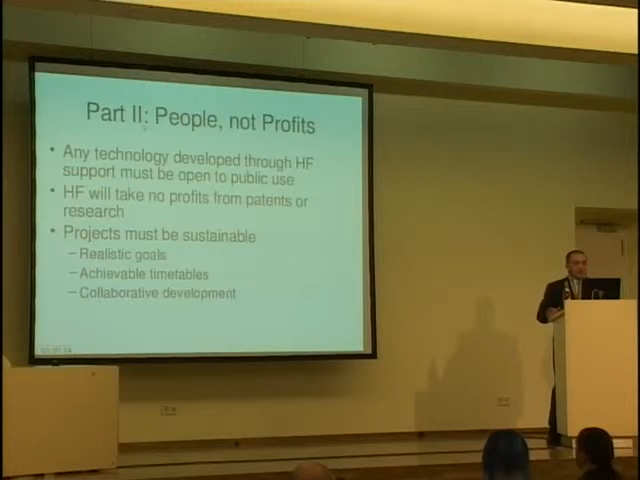 Part II: People, not Profits
• Any technology developed through HF
support must be open to public use
• HF will take no profits from patents or
research
• Projects must be sustainable
– Realistic goals
– Achievable timetables
– Collaborative development